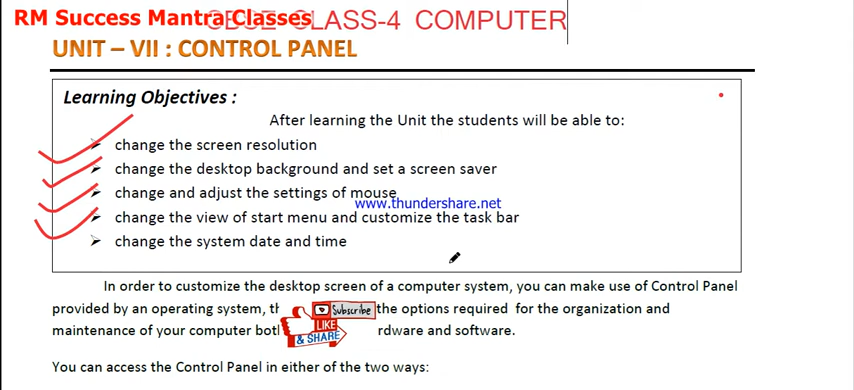 RM Success Mantra Classes
CBSE CLASS-4 COMPUTER
UNIT – VII : CONTROL PANEL
Learning Objectives :
After learning the Unit the students will be able to:
➢ change the screen resolution
➢ change the desktop background and set a screen saver
➢ change and adjust the settings of mouse
www.thundershare.net
➢ change the view of start menu and customize the task bar
➢ change the system date and time
In order to customize the desktop screen of a computer system, you can make use of Control Panel
provided by an operating system, the options required for the organization and
Subscribe
LIKE
& SHARE
maintenance of your computer rdware and software.
You can access the Control Panel in either of the two ways: